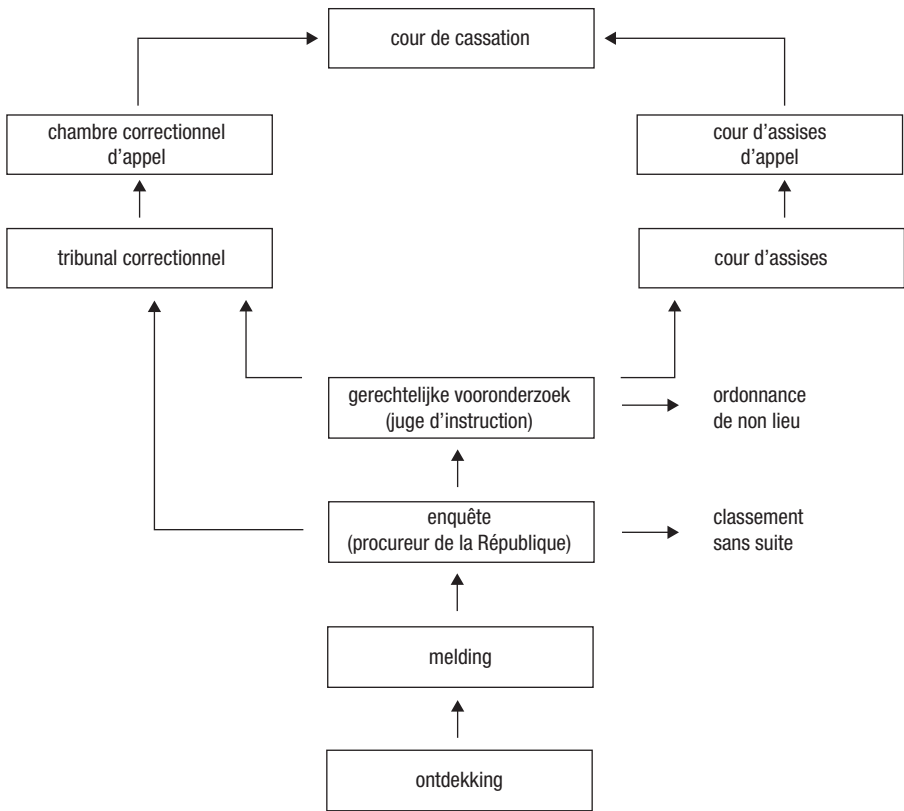 cour de cassation
chambre correctionnel
d’appel
cour d’assises
d’appel
tribunal correctionnel
cour d’assises
gerechtelijke vooronderzoek
(juge d’instruction)
ordonnance
de non lieu
enquête
(procureur de la République)
classement
sans suite
melding
ontdekking